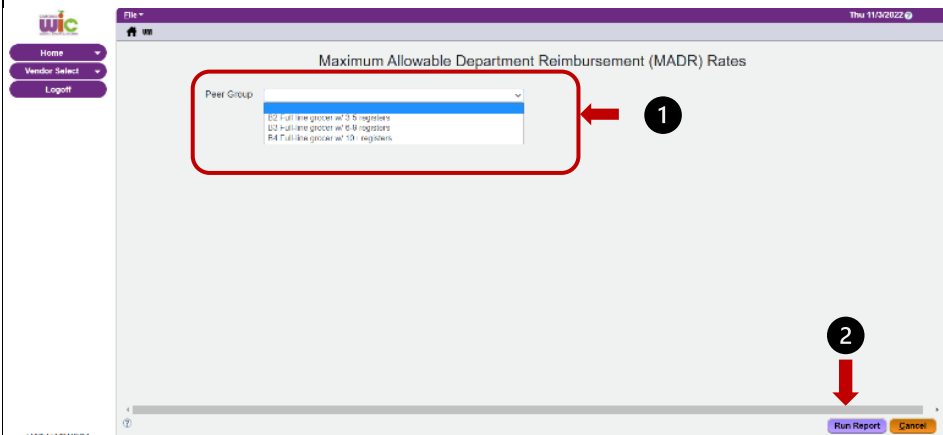 wic
File
Thu 11/3/2022
Home
Vendor Select
Logoff
Maximum Allowable Department Reimbursement (MADR) Rates
Peer Group
B2 Full-line grocer w/ 3-5 registers
B3 Full-line grocer w/ 6-9 registers
B4 Full-line grocer w/ 10+ registers
1
2
Run Report
Cancel